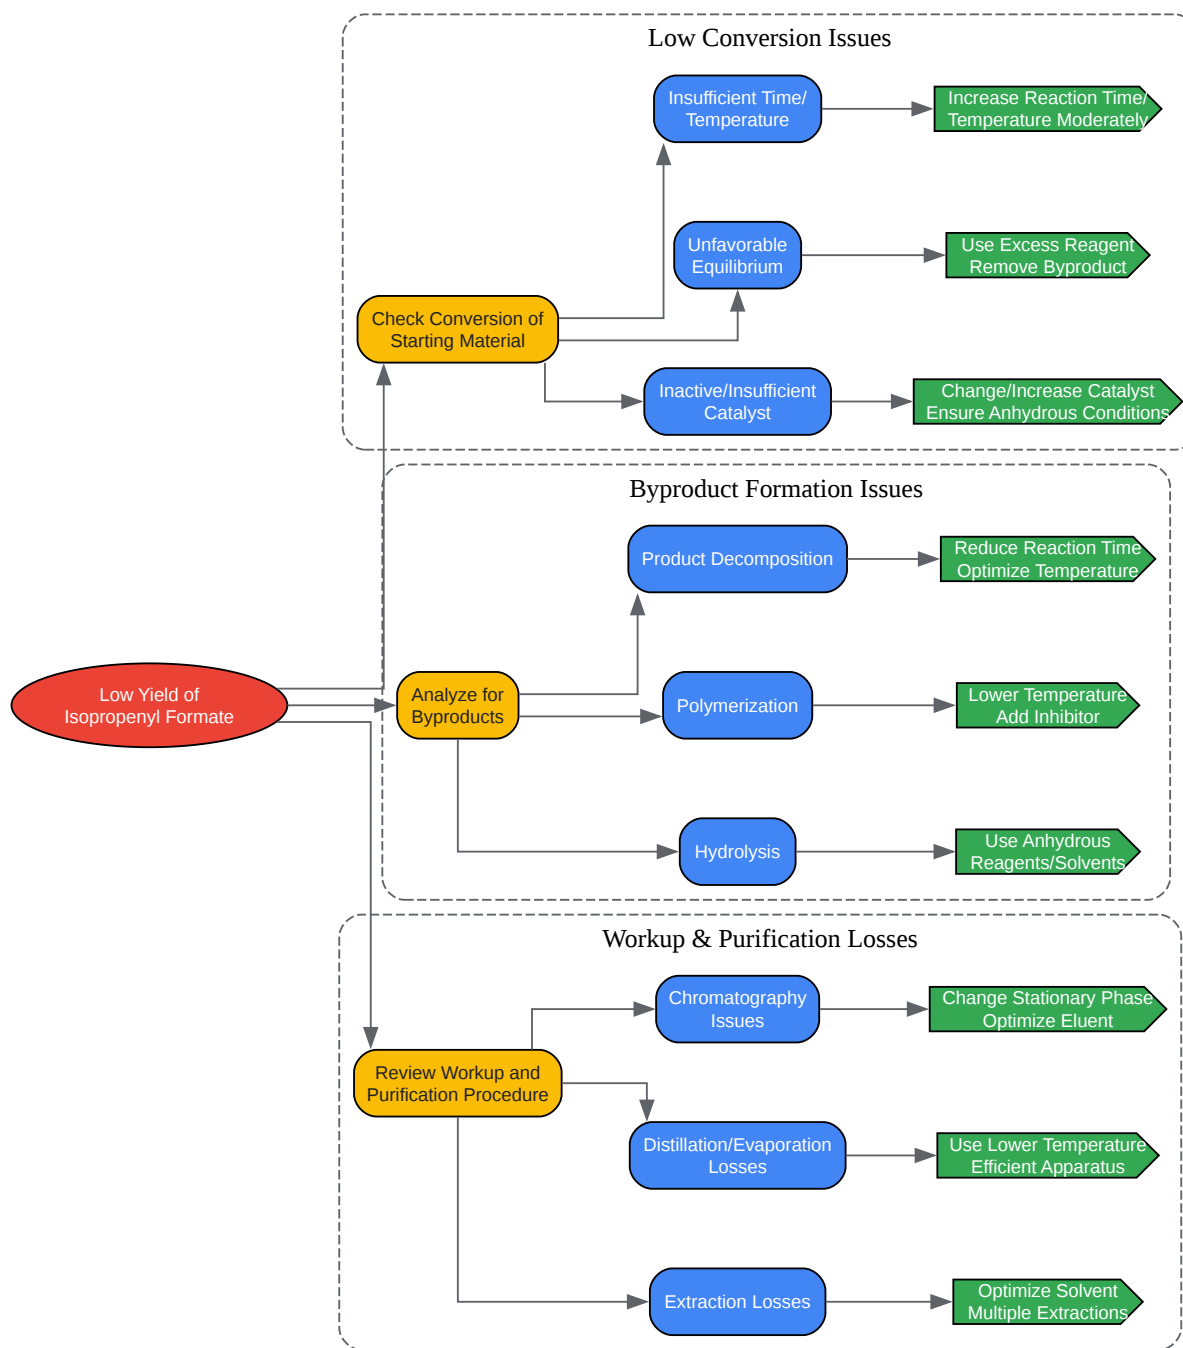 Low Conversion Issues
Insufficient Time/
Temperature
Increase Reaction Time/
Temperature Moderately
Unfavorable
Equilibrium
Use Excess Reagent
Remove Byproduct
Check Conversion of
Starting Material
Inactive/Insufficient
Catalyst
Change/Increase Catalyst
Ensure Anhydrous Conditions
Byproduct Formation Issues
Product Decomposition
Reduce Reaction Time
Optimize Temperature
Low Yield of
Isopropenyl Formate
Analyze for
Byproducts
Polymerization
Lower Temperature
Add Inhibitor
Hydrolysis
Use Anhydrous
Reagents/Solvents
Workup & Purification Losses
Chromatography
Issues
Change Stationary Phase
Optimize Eluent
Review Workup and
Purification Procedure
Distillation/Evaporation
Losses
Use Lower Temperature
Efficient Apparatus
Extraction Losses
Optimize Solvent
Multiple Extractions